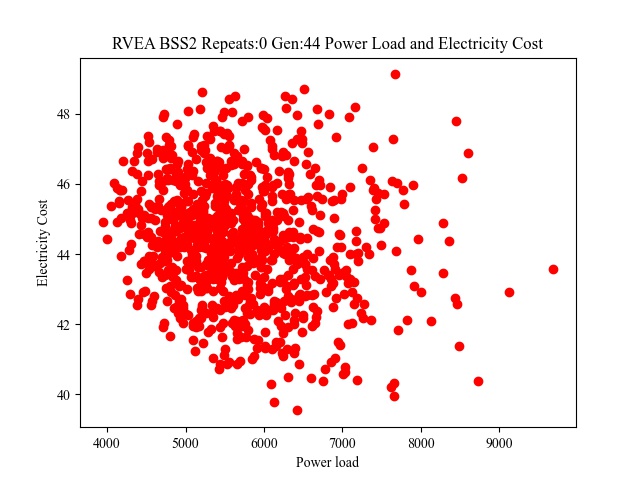 RVEA BSS2 Repeats:0 Gen:44 Power Load and Electricity Cost
Electricity Cost
48
46
44
42
40
4000 5000 6000 7000 8000 9000
Power load